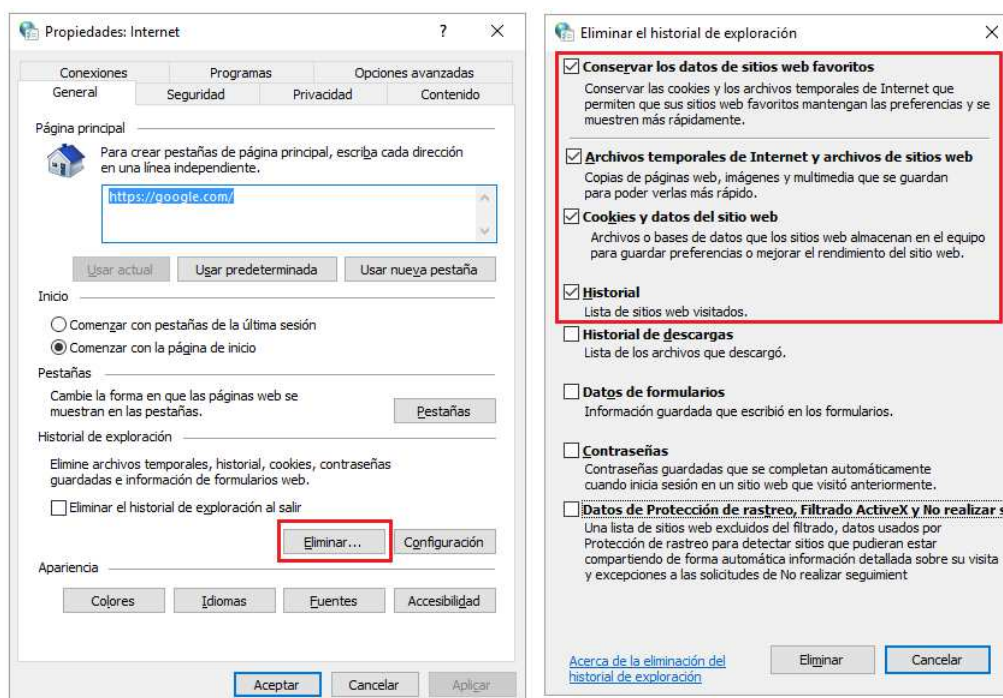 Propiedades: Internet
?
Conexiones
Programas
Opciones avanzadas
General
Seguridad
Privacidad
Contenido
Página principal
Para crear pestañas de página principal, escriba cada dirección
en una línea independiente.
https://google.com/
Usar actual
Usar predeterminada
Usar nueva pestaña
Inicio
Comenzar con pestañas de la última sesión
Comenzar con la página de inicio
Pestañas
Cambie la forma en que las páginas web se
muestran en las pestañas.
Pestañas
Historial de exploración
Elimine archivos temporales, historial, cookies, contraseñas
guardadas e información de formularios web.
Eliminar el historial de exploración al salir
Eliminar...
Configuración
Apariencia
Colores
Idiomas
Fuentes
Accesibilidad
Aceptar
Cancelar
Aplicar
Eliminar el historial de exploración
Conservar los datos de sitios web favoritos
Conservar las cookies y los archivos temporales de Internet que
permiten que sus sitios web favoritos mantengan las preferencias y se
muestren más rápidamente.
Archivos temporales de Internet y archivos de sitios web
Copias de páginas web, imágenes y multimedia que se guardan
para poder verlas más rápido.
Cookies y datos del sitio web
Archivos o bases de datos que los sitios web almacenan en el equipo
para guardar preferencias o mejorar el rendimiento del sitio web.
Historial
Lista de sitios web visitados.
Historial de descargas
Lista de los archivos que descargó.
Datos de formularios
Información guardada que escribió en los formularios.
Contraseñas
Contraseñas guardadas que se completan automáticamente
cuando inicia sesión en un sitio web que visitó anteriormente.
Datos de Protección de rastreo, Filtrado ActiveX y No realizar s
Una lista de sitios web excluidos del filtrado, datos usados por
Protección de rastreo para detectar sitios que pudieran estar
compartiendo de forma automática información detallada sobre su visita
y excepciones a las solicitudes de No realizar seguimient
Acerca de la eliminación del
historial de exploración
Eliminar
Cancelar